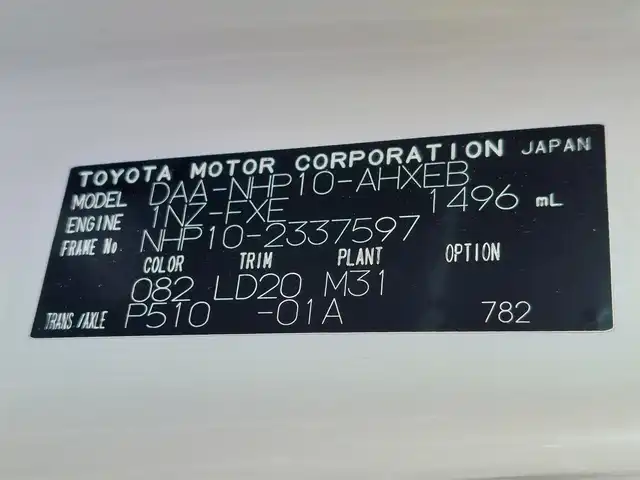 TOYOTA MOTOR CORPORATION JAPAN
MODEL DAA-NHP10-AHXEB
ENGINE 1NZ-FXE 1496 mL
FRAME No. NHP10-2337597
COLOR TRIM PLANT OPTION
082 LD20 M31
TRANS/AXLE P510 -01A 782